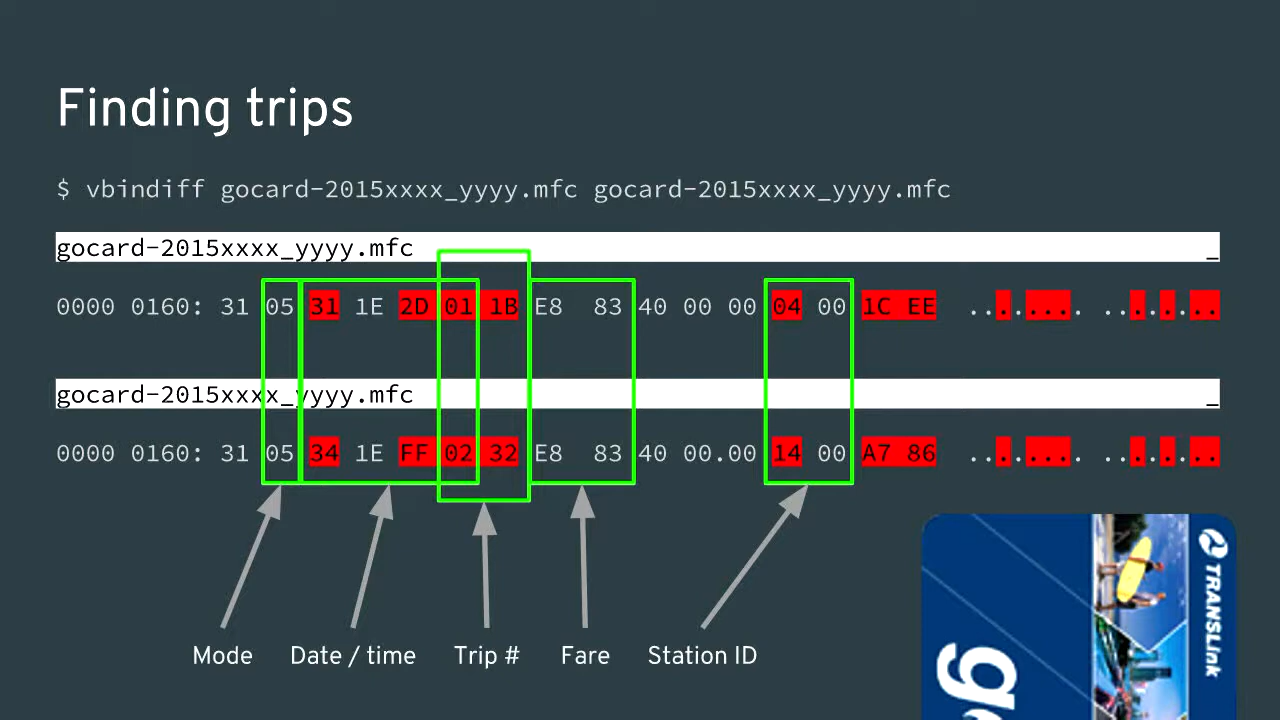 Finding trips
$ vbindiff gocard-2015xxxx_yyyy.mfc gocard-2015xxxx_yyyy.mfc
gocard-2015xxxx_yyyy.mfc _
0000 0160: 31 05 31 1E 2D 01 1B E8 83 40 00 00 04 00 1C EE ........ ........
gocard-2015xxxx_yyyy.mfc _
0000 0160: 31 05 34 1E FF 02 32 E8 83 40 00.00 14 00 A7 86 ........ ........
Mode Date / time Trip # Fare Station ID
TRANSLink
go